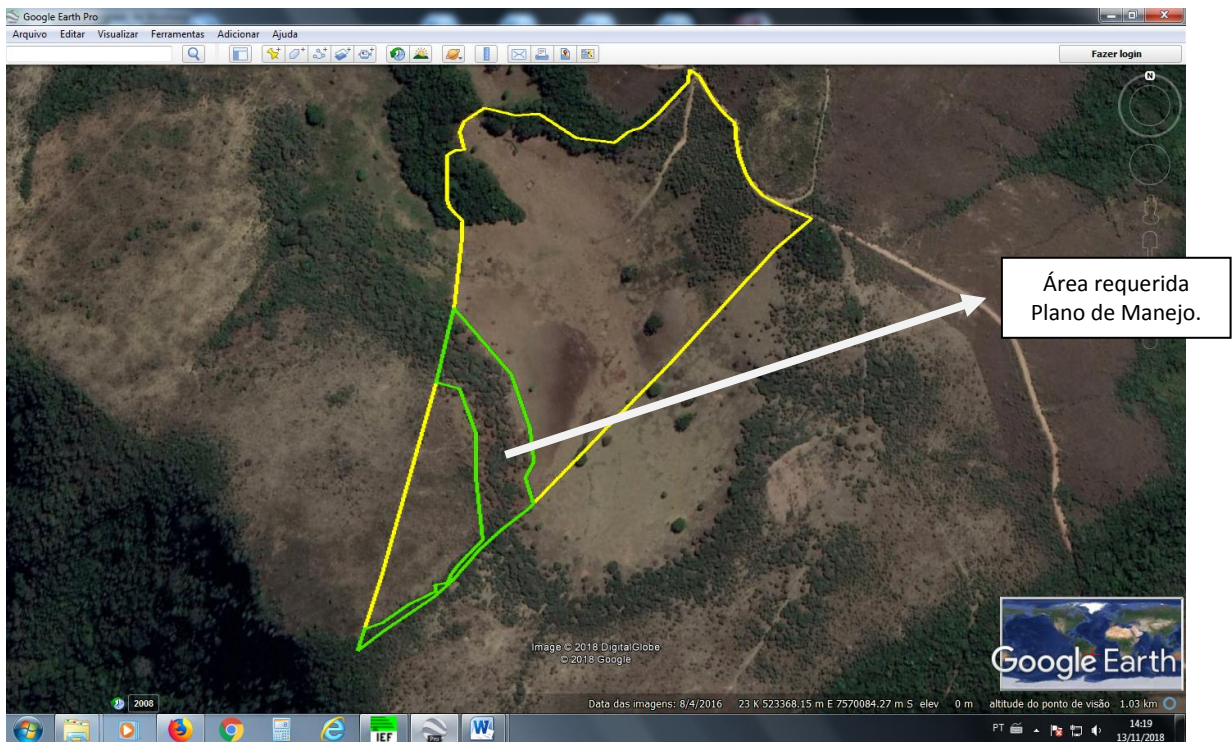 Google Earth Pro
Arquivo Editar Visualizar Ferramentas Adicionar Ajuda
Fazer login
N
Área requerida
Plano de Manejo.
Image © 2018 DigitalGlobe
© 2018 Google
Google Earth
2008
Data das imagens: 8/4/2016 23 K 523368.15 m E 7570084.27 m S elev 0 m altitude do ponto de visão 1.03 km
IEF
Pro
W
PT
14:19
13/11/2018